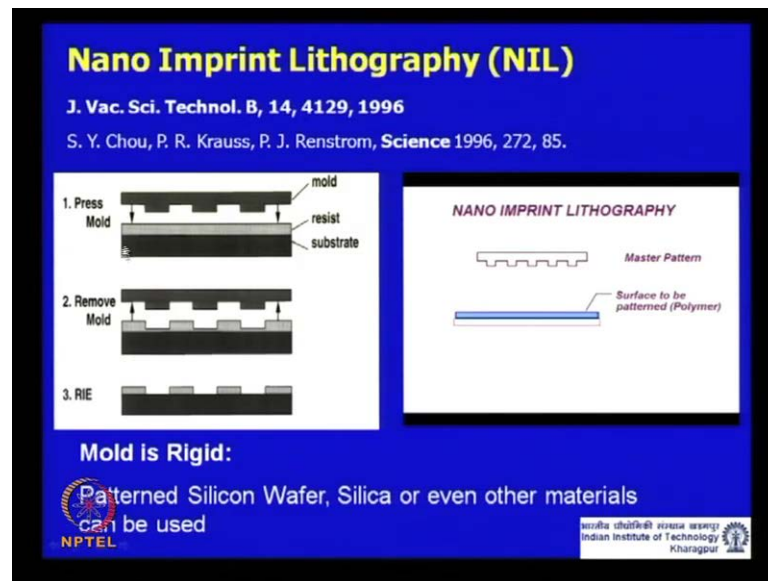 Nano Imprint Lithography (NIL)
J. Vac. Sci. Technol. B, 14, 4129, 1996
S. Y. Chou, P. R. Krauss, P. J. Renstrom, Science 1996, 272, 85.
1. Press
Mold
mold
resist
substrate
2. Remove
Mold
3. RIE
NANO IMPRINT LITHOGRAPHY
Master Pattern
Surface to be
patterned (Polymer)
Mold is Rigid:
Patterned Silicon Wafer, Silica or even other materials
can be used
NPTEL
भारतीय प्रौद्योगिकी संस्थान खड़गपुर
Indian Institute of Technology
Kharagpur